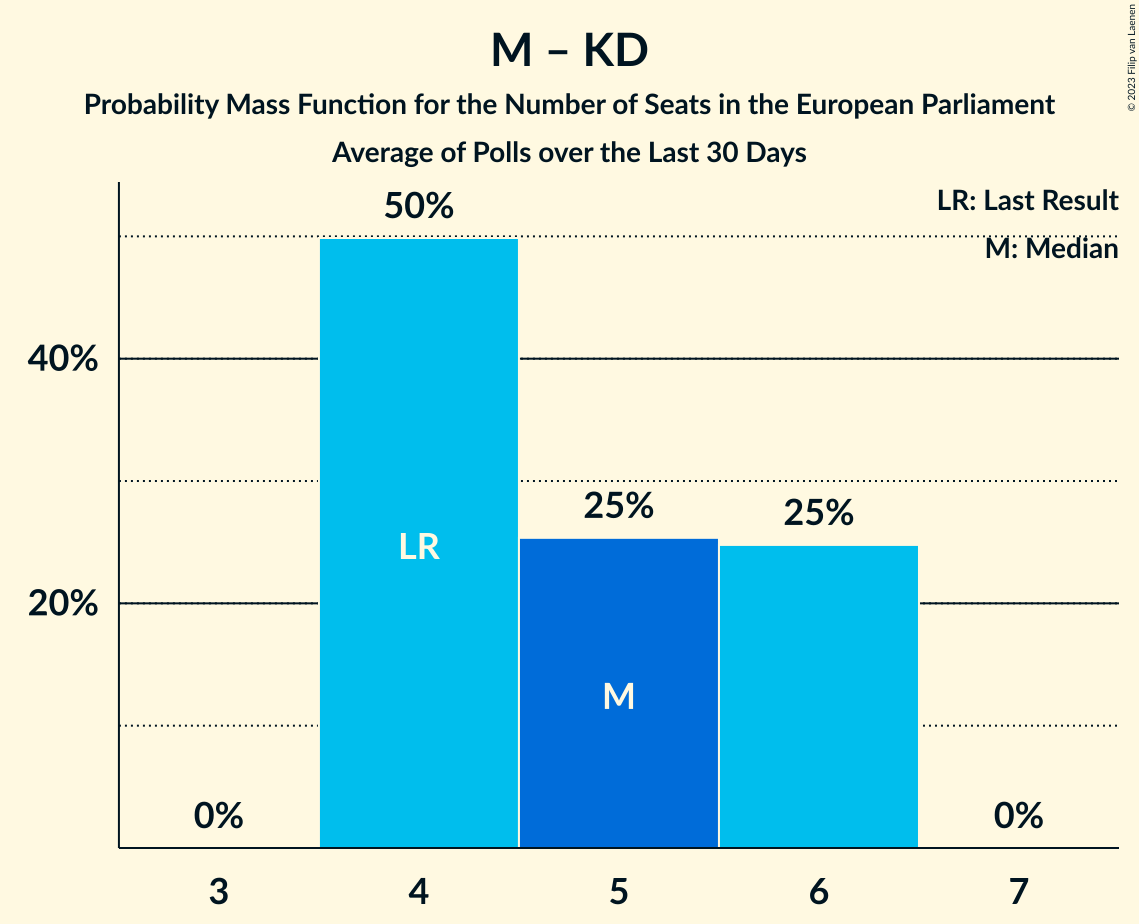 M – KD
Probability Mass Function for the Number of Seats in the European Parliament
Average of Polls over the Last 30 Days
© 2023 Filip van Laenen
LR: Last Result
M: Median
50%
40%
25%
25%
LR
20%
M
0%
0%
3
4
5
6
7